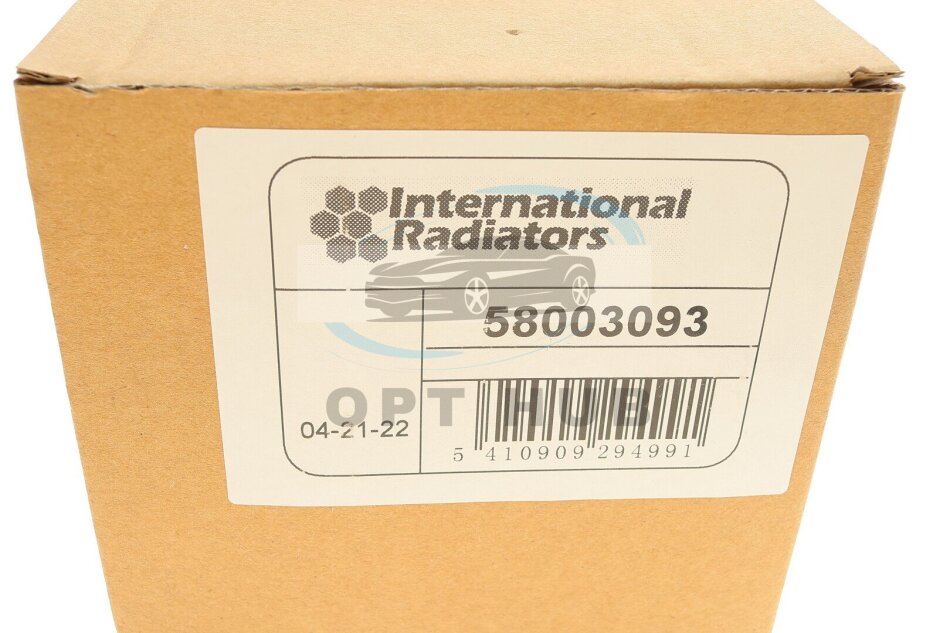 International
Radiators
58003093
OPT HUB
04-21-22
5 410909 294991